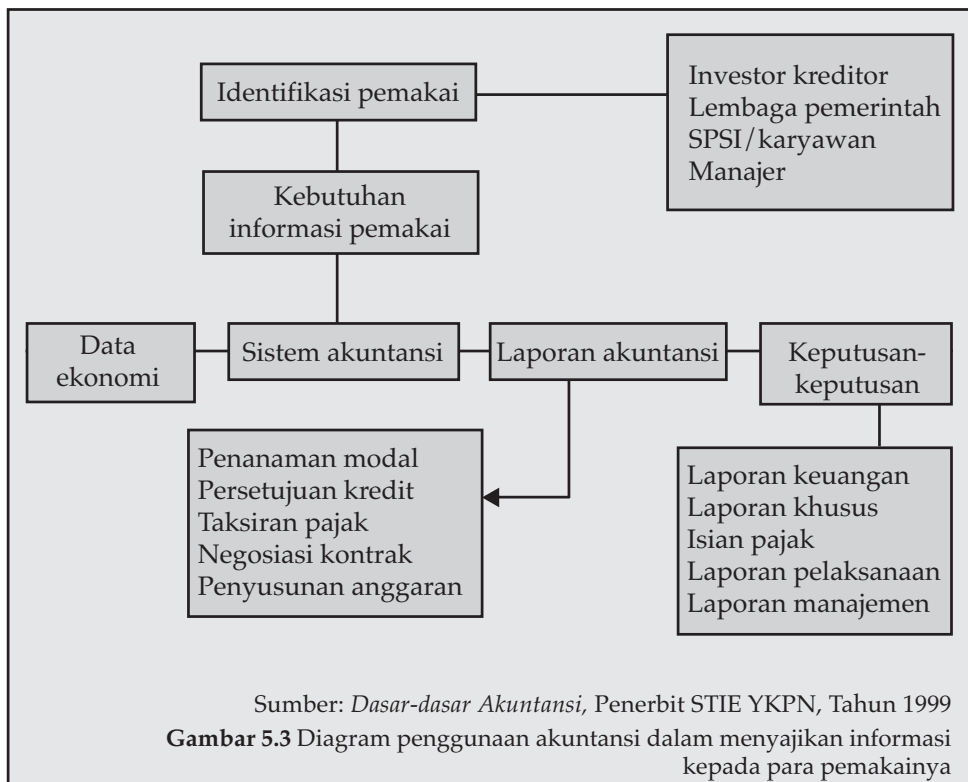 Identifikasi pemakai
Investor kreditor
Lembaga pemerintah
SPSI/karyawan
Manajer
Kebutuhan
informasi pemakai
Data
ekonomi
Sistem akuntansi
Laporan akuntansi
Keputusan-
keputusan
Penanaman modal
Persetujuan kredit
Taksiran pajak
Negosiasi kontrak
Penyusunan anggaran
Laporan keuangan
Laporan khusus
Isian pajak
Laporan pelaksanaan
Laporan manajemen
Sumber: Dasar-dasar Akuntansi, Penerbit STIE YKPN, Tahun 1999
Gambar 5.3 Diagram penggunaan akuntansi dalam menyajikan informasi
kepada para pemakainya